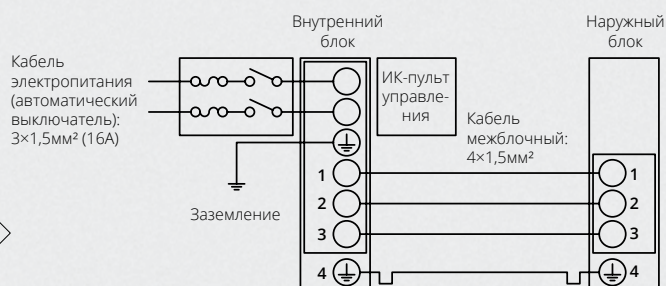 Внутренний
блок
Наружный
блок
Кабель
электропитания
(автоматический
выключатель):
3×1,5мм² (16А)
ИК-пульт
управле-
ния
Кабель
межблочный:
4×1,5мм²
Заземление
1
2
3
4
1
2
3
4